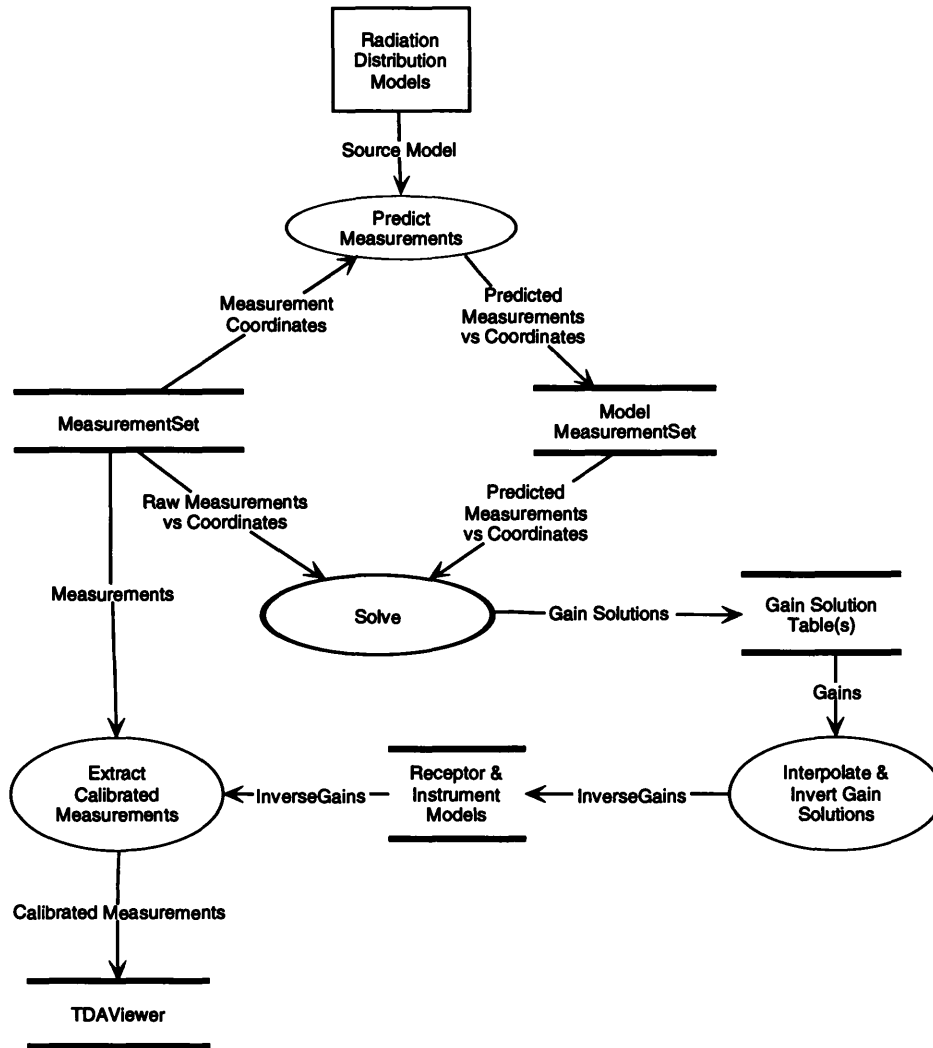 Radiation
Distribution
Models
Source Model
Predict
Measurements
Measurement
Coordinates
Predicted
Measurements
vs Coordinates
MeasurementSet
Model
MeasurementSet
Raw Measurements
vs Coordinates
Predicted
Measurements
vs Coordinates
Measurements
Solve
Gain Solutions
Gain Solution
Table(s)
Gains
Extract
Calibrated
Measurements
InverseGains
Receptor &
Instrument
Models
InverseGains
Interpolate &
Invert Gain
Solutions
Calibrated Measurements
TDAViewer